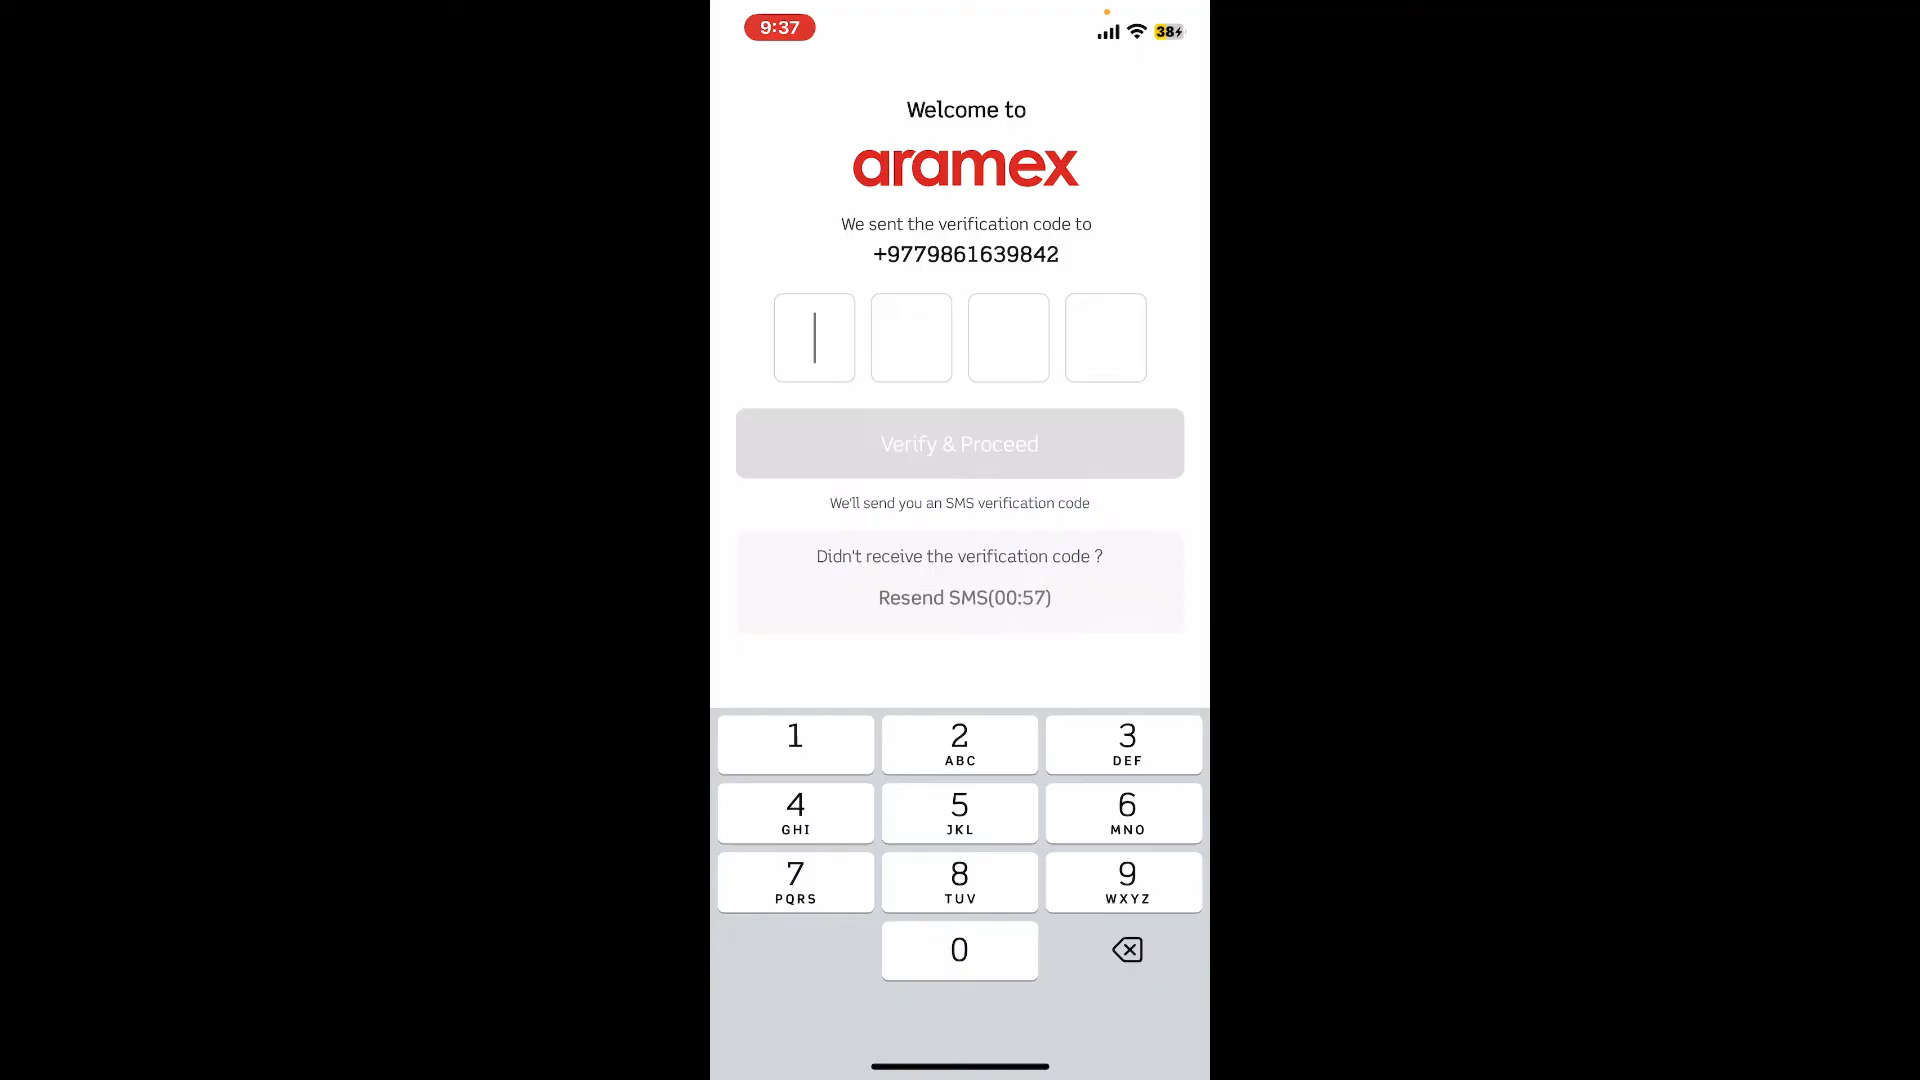 9:37
38
Welcome to
aramex
We sent the verification code to
+9779861639842
Verify & Proceed
We'll send you an SMS verification code
Didn't receive the verification code ?
Resend SMS(00:57)
1
2
ABC
3
DEF
4
GHI
5
JKL
6
MNO
7
PQRS
8
TUV
9
WXYZ
0